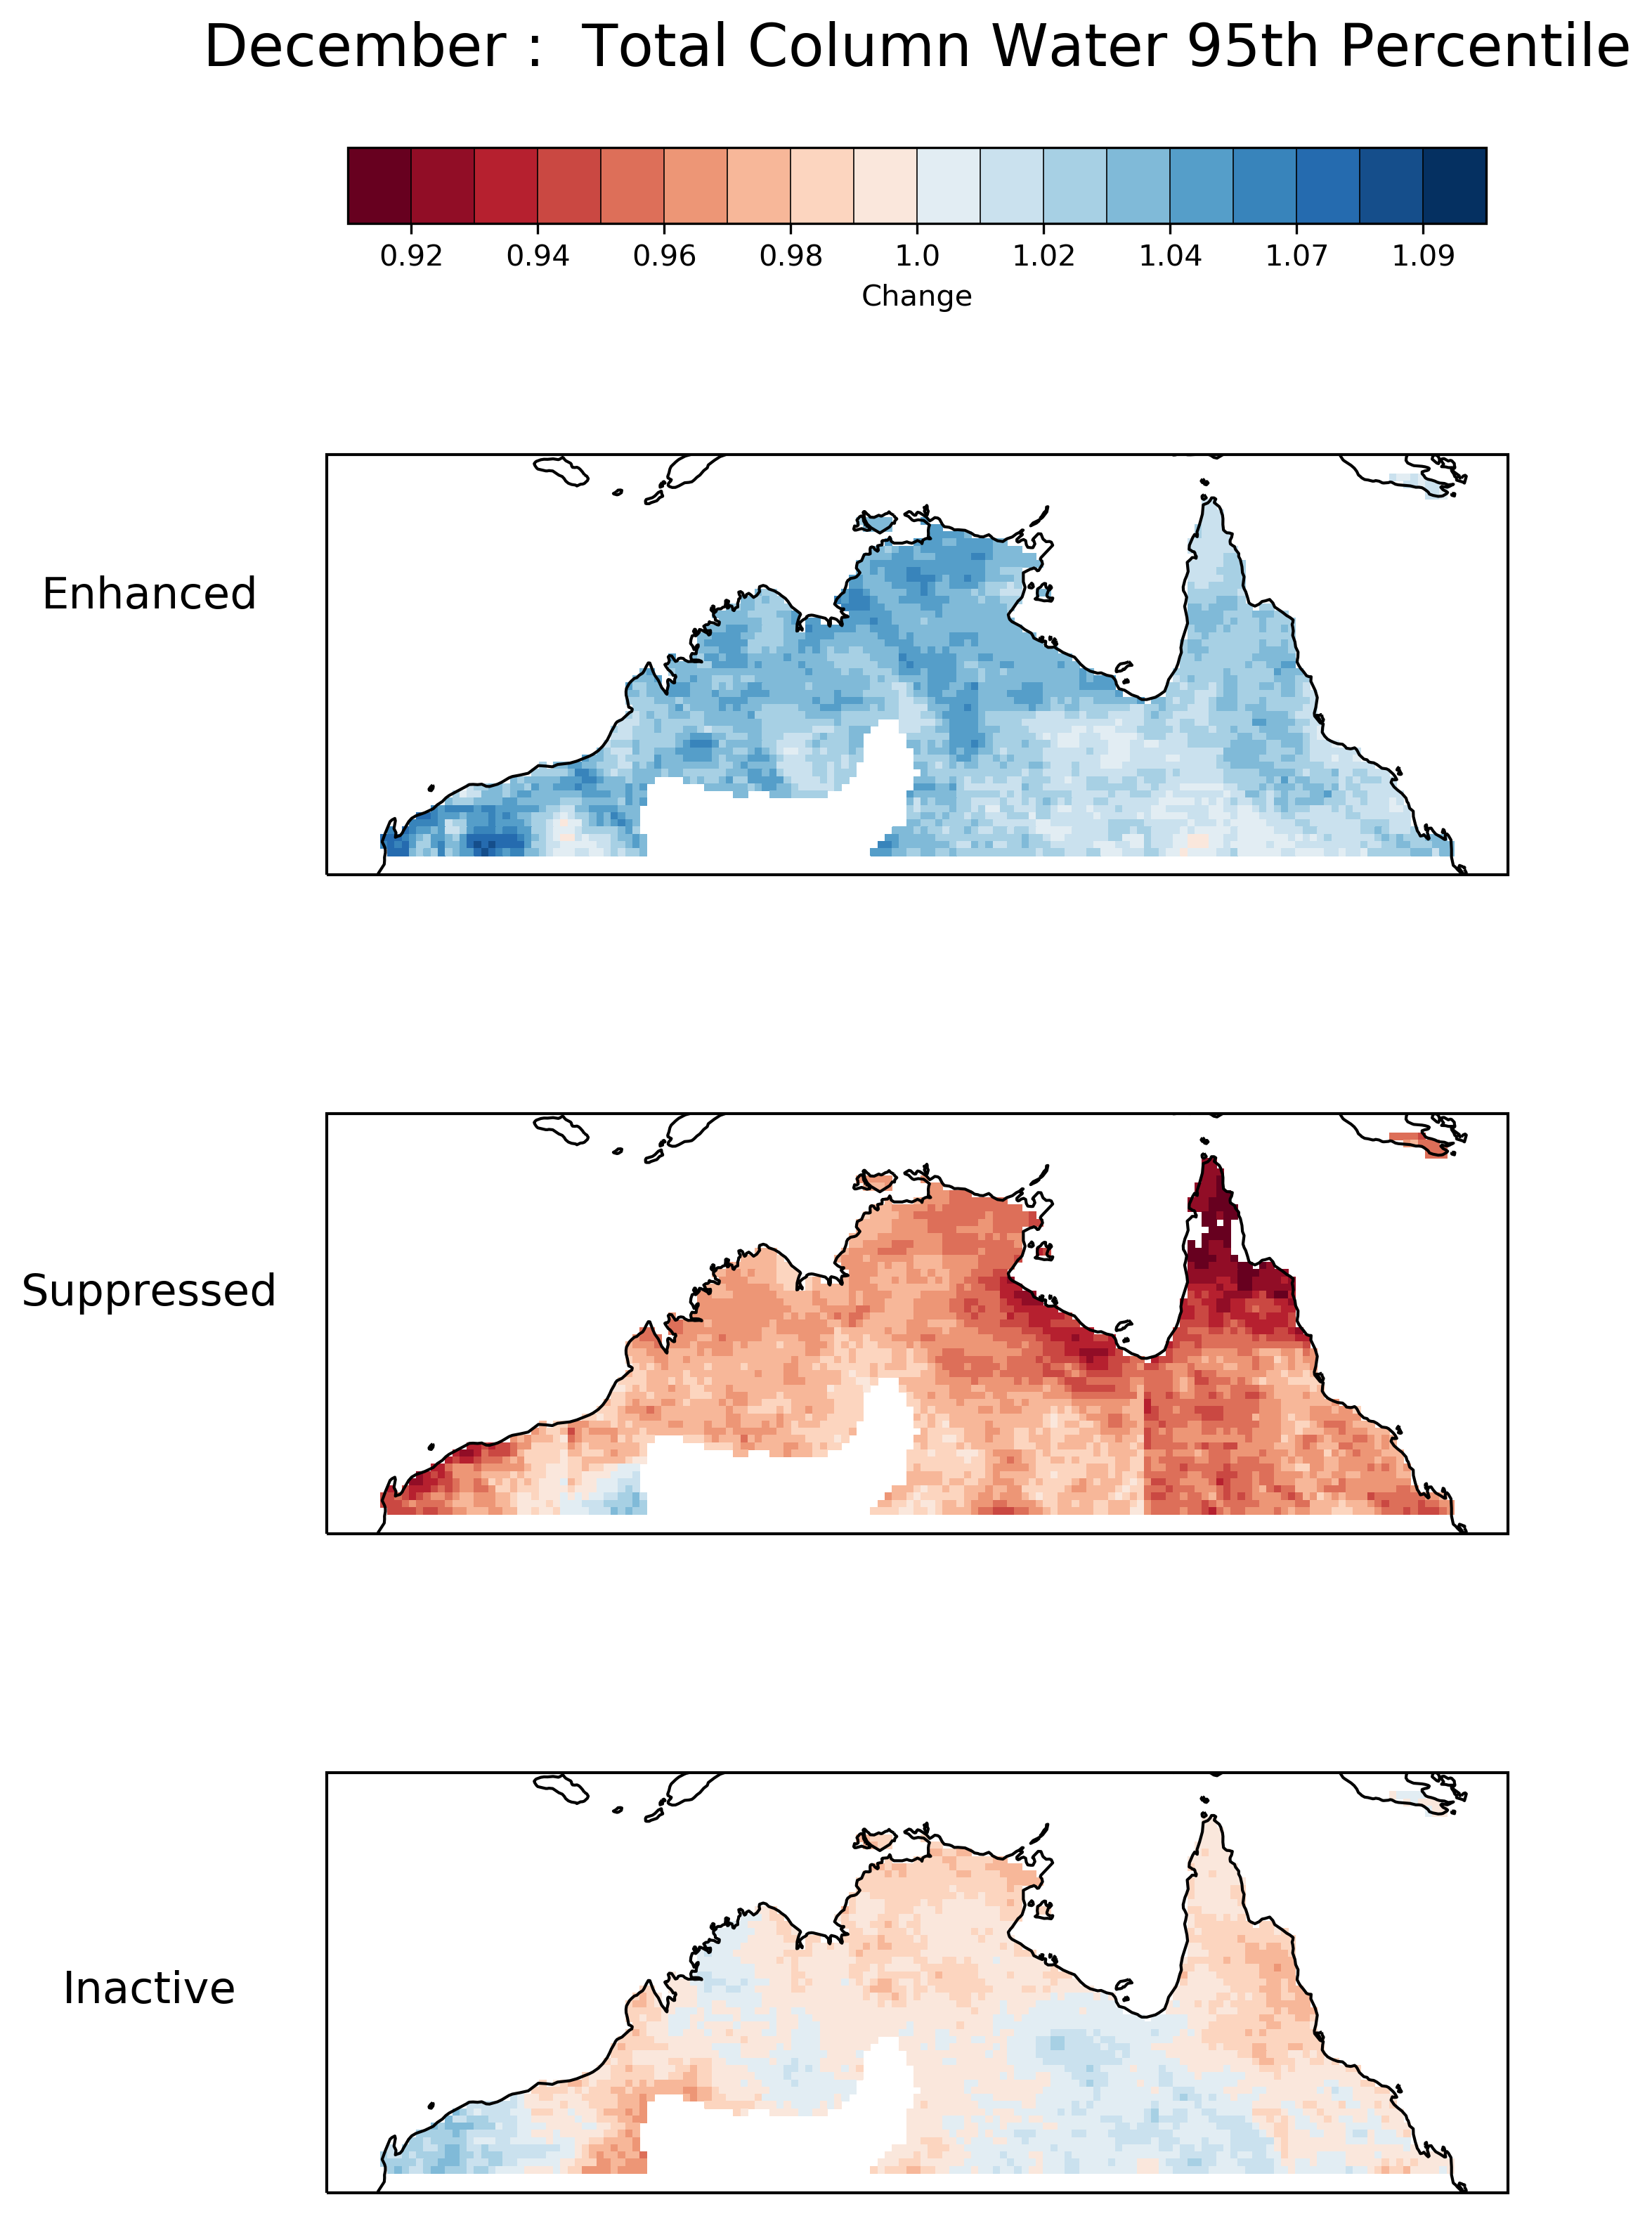 December :  Total Column Water 95th Percentile
0.92 0.94 0.96 0.98 1.0 1.02 1.04 1.07 1.09
Change
Enhanced
Suppressed
Inactive